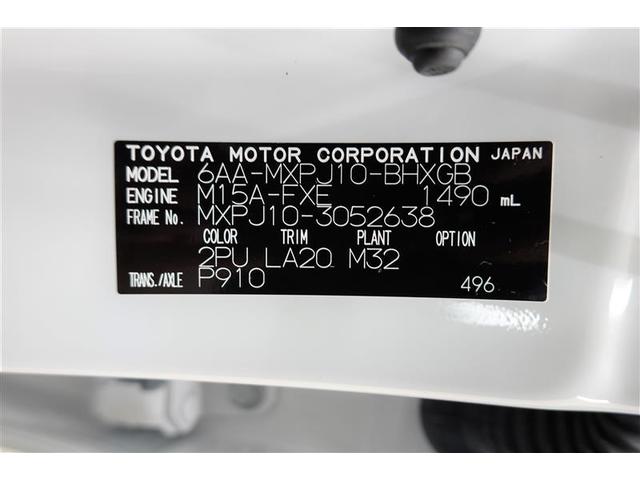 TOYOTA MOTOR CORPORATION JAPAN
MODEL 6AA-MXPJ10-BHXGB
ENGINE M15A-FXE 1490 mL
FRAME No. MXPJ10-3052638
COLOR TRIM PLANT OPTION
2PU LA20 M32
TRANS./AXLE P910 496